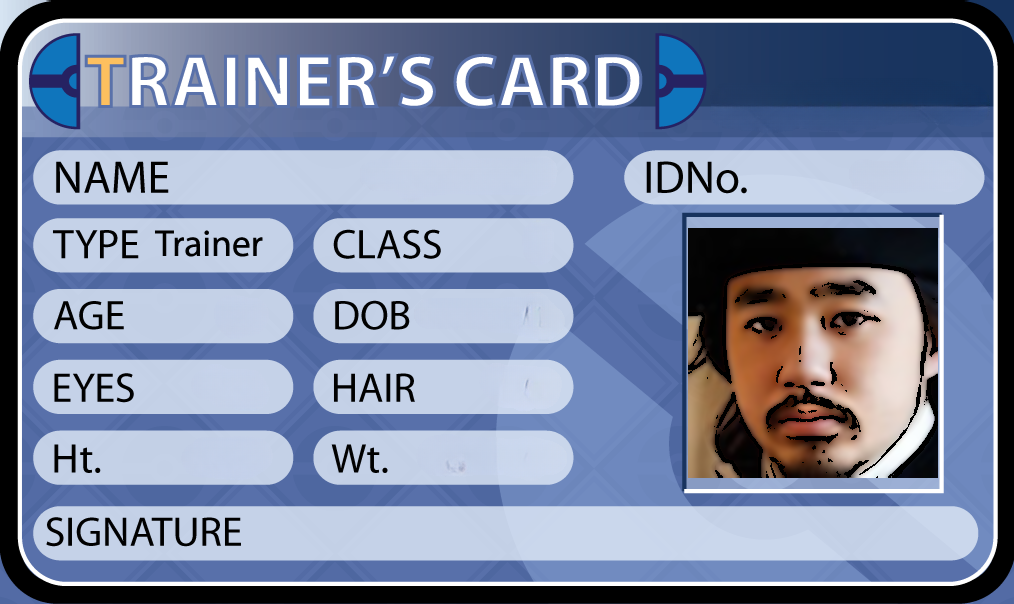 TRAINER'S CARD
NAME
IDNo.
TYPE Trainer
CLASS
AGE
DOB
EYES
HAIR
Ht.
Wt.
SIGNATURE